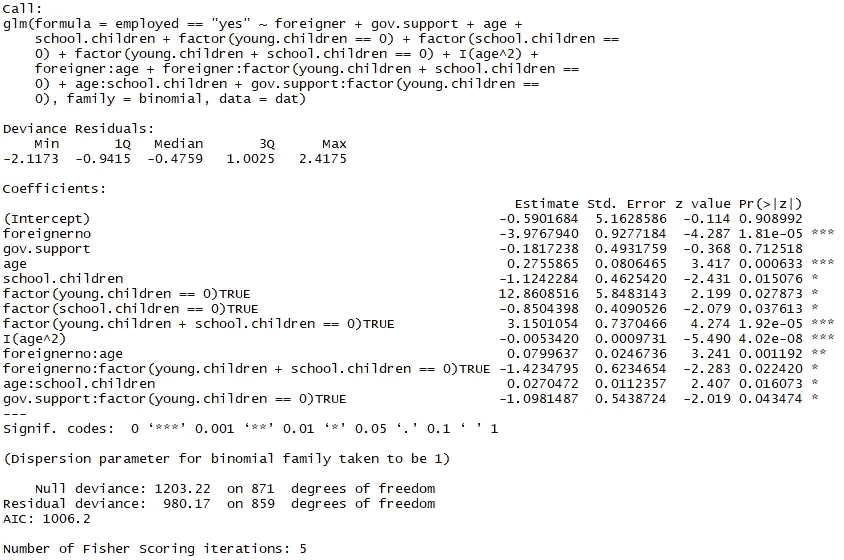 Call:
glm(formula = employed == "yes" ~ foreigner + gov.support + age +
    school.children + factor(young.children == 0) + factor(school.children ==
    0) + factor(young.children + school.children == 0) + I(age^2) +
    foreigner:age + foreigner:factor(young.children + school.children ==
    0) + age:school.children + gov.support:factor(young.children ==
    0), family = binomial, data = dat)

Deviance Residuals:
    Min       1Q   Median       3Q      Max
-2.1173  -0.9415  -0.4759   1.0025   2.4175

Coefficients:
                                                           Estimate Std. Error z value Pr(>|z|)
(Intercept)                                              -0.5901684  5.1628586  -0.114 0.908992
foreignerno                                              -3.9767940  0.9277184  -4.287 1.81e-05 ***
gov.support                                              -0.1817238  0.4931759  -0.368 0.712518
age                                                       0.2755865  0.0806465   3.417 0.000633 ***
school.children                                          -1.1242284  0.4625420  -2.431 0.015076 *
factor(young.children == 0)TRUE                          12.8608516  5.8483143   2.199 0.027873 *
factor(school.children == 0)TRUE                         -0.8504398  0.4090526  -2.079 0.037613 *
factor(young.children + school.children == 0)TRUE         3.1501054  0.7370466   4.274 1.92e-05 ***
I(age^2)                                                 -0.0053420  0.0009731  -5.490 4.02e-08 ***
foreignerno:age                                           0.0799637  0.0246736   3.241 0.001192 **
foreignerno:factor(young.children + school.children == 0)TRUE -1.4234795  0.6234654  -2.283 0.022420 *
age:school.children                                       0.0270472  0.0112357   2.407 0.016073 *
gov.support:factor(young.children == 0)TRUE              -1.0981487  0.5438724  -2.019 0.043474 *
---
Signif. codes:  0 ‘***’ 0.001 ‘**’ 0.01 ‘*’ 0.05 ‘.’ 0.1 ‘ ’ 1

(Dispersion parameter for binomial family taken to be 1)

    Null deviance: 1203.22  on 871  degrees of freedom
Residual deviance:  980.17  on 859  degrees of freedom
AIC: 1006.2

Number of Fisher Scoring iterations: 5